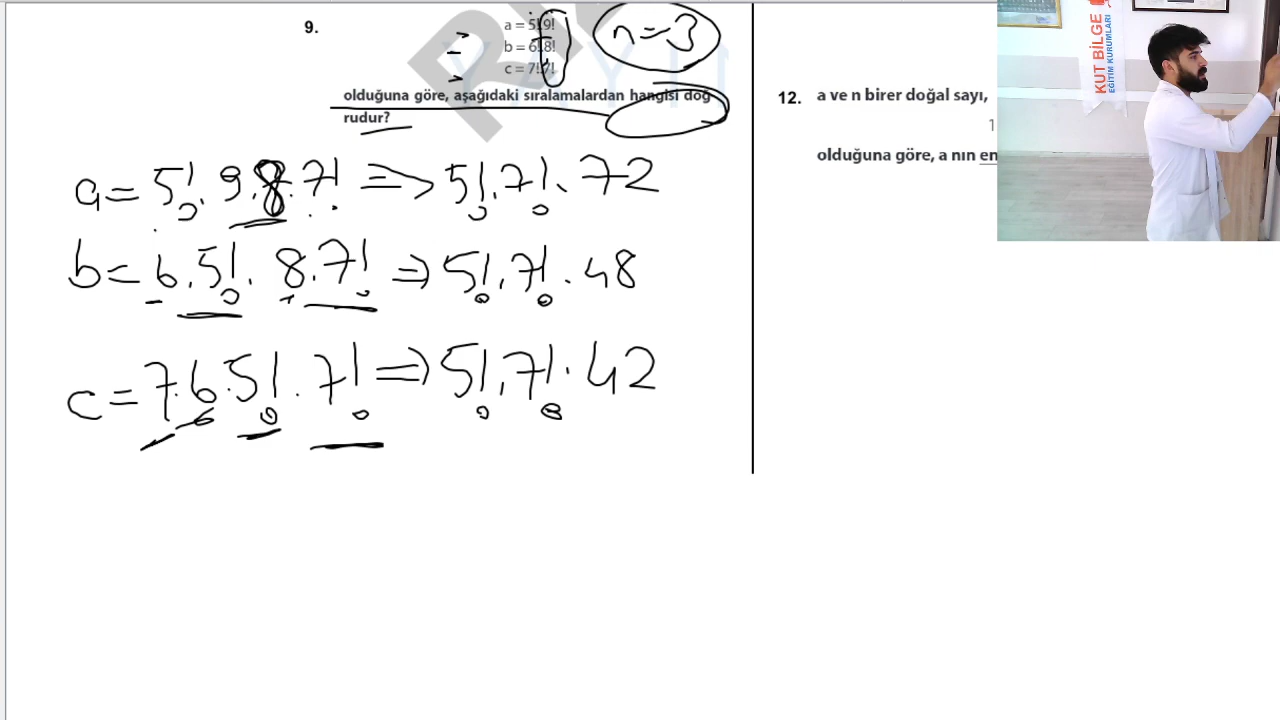 9.
a = 5!.9!
b = 6!.8!
c = 7!.7!
n=3
olduğuna göre, aşağıdaki sıralamalardan hangisi doğ
rudur?
a = 5!.9.8.7! => 5!.7!.72
b = 6.5!.8.7! => 5!.7!.48
c = 7.6.5!.7! => 5!.7!.42
12. a ve n birer doğal sayı,
1
olduğuna göre, a nın en
KUT BİLGE
EĞİTİM KURUMLARI